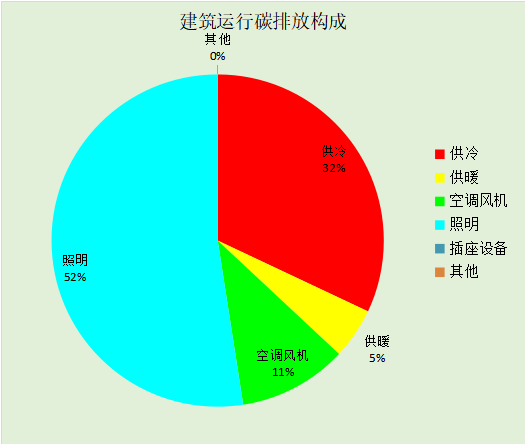 建筑运行碳排放构成
其他
0%
供冷
32%
照明
52%
空调风机
11%
供暖
5%
供冷
供暖
空调风机
照明
插座设备
其他